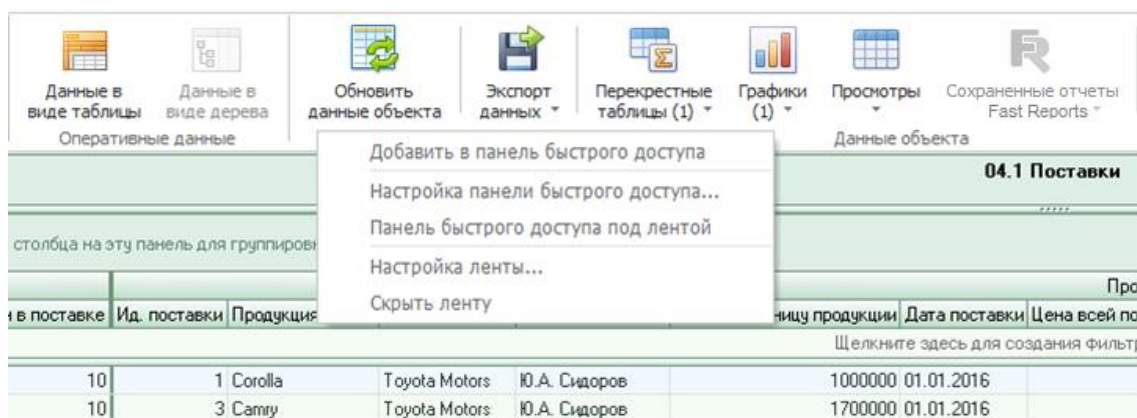 Данные в виде таблицы
Данные в виде дерева
Обновить данные объекта
Экспорт данных
Перекрестные таблицы (1)
Графики (1)
Просмотры
Сохраненные отчеты Fast Reports
Оперативные данные
Данные объекта
Добавить в панель быстрого доступа
Настройка панели быстрого доступа...
Панель быстрого доступа под лентой
Настройка ленты...
Скрыть ленту
04.1 Поставки
столбца на эту панель для группировк
Про
в поставке Ид. поставки Продукция ницу продукции Дата поставки Цена всей по
Щелкните здесь для создания фильтр
10 1 Corolla Toyota Motors Ю.А. Сидоров 1000000 01.01.2016
10 3 Camry Toyota Motors Ю.А. Сидоров 1700000 01.01.2016